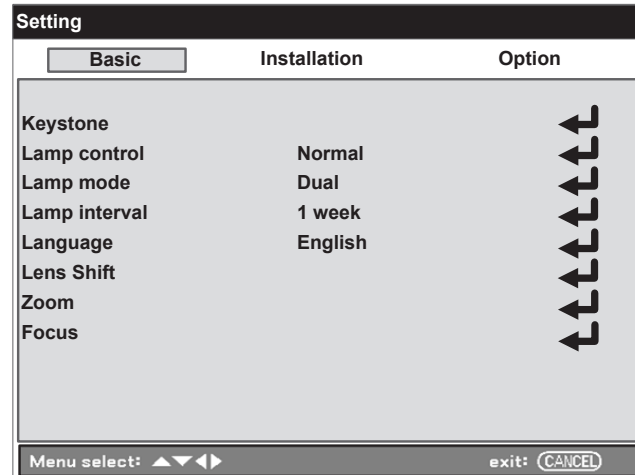 Setting
Basic Installation Option
Keystone
Lamp control Normal
Lamp mode Dual
Lamp interval 1 week
Language English
Lens Shift
Zoom
Focus
Menu select: ▲▼◀▶ exit: CANCEL